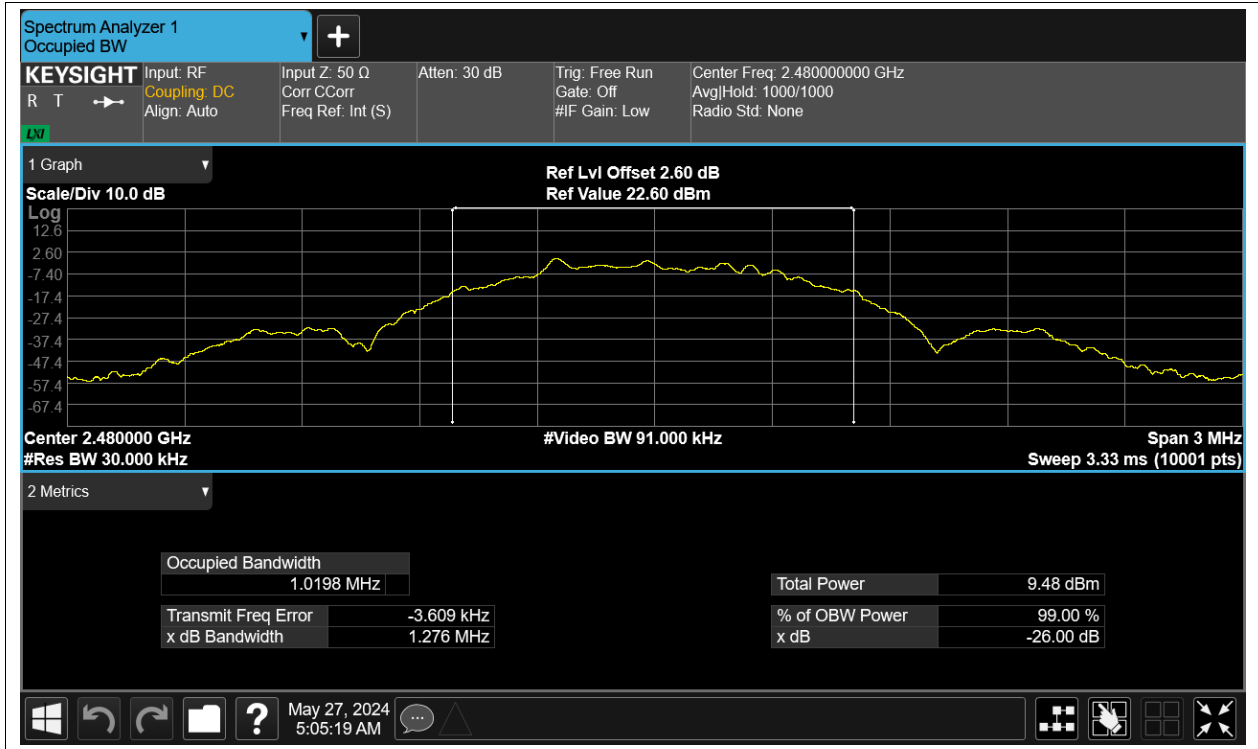 Spectrum Analyzer 1
Occupied BW
KEYSIGHT
R T
LXI
Input: RF
Coupling: DC
Align: Auto
Input Z: 50 Ω
Corr CCorr
Freq Ref: Int (S)
Atten: 30 dB
Trig: Free Run
Gate: Off
#IF Gain: Low
Center Freq: 2.480000000 GHz
Avg|Hold: 1000/1000
Radio Std: None
1 Graph
Scale/Div 10.0 dB
Ref Lvl Offset 2.60 dB
Ref Value 22.60 dBm
Log
12.6
2.60
-7.40
-17.4
-27.4
-37.4
-47.4
-57.4
-67.4
Center 2.480000 GHz
#Res BW 30.000 kHz
#Video BW 91.000 kHz
Span 3 MHz
Sweep 3.33 ms (10001 pts)
2 Metrics
Occupied Bandwidth
1.0198 MHz
Transmit Freq Error -3.609 kHz
x dB Bandwidth 1.276 MHz
Total Power 9.48 dBm
% of OBW Power 99.00 %
x dB -26.00 dB
?
May 27, 2024
5:05:19 AM